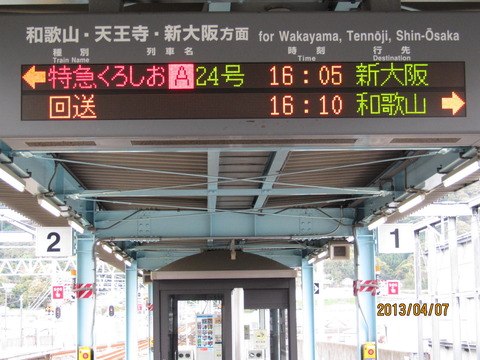 和歌山・天王寺・新大阪方面 for Wakayama, Tennōji, Shin-Ōsaka
種別 列車名 時刻 行先
Train Name Time Destination
特急くろしお A 24号 16:05 新大阪
回送 16:10 和歌山
2
1
2013/04/07